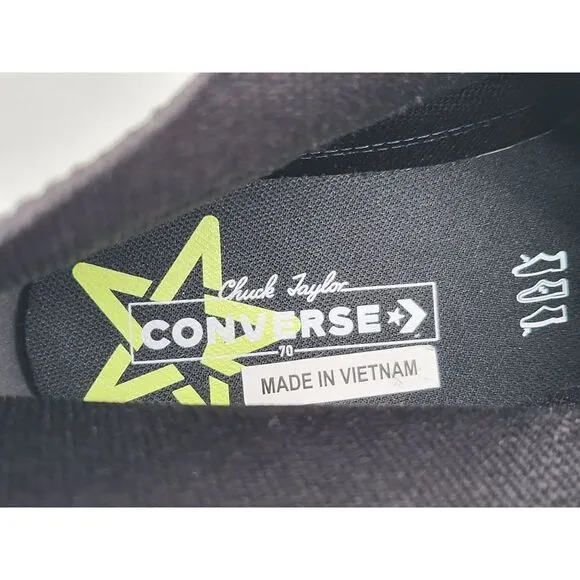 Chuck Taylor
CONVERSE
70
MADE IN VIETNAM